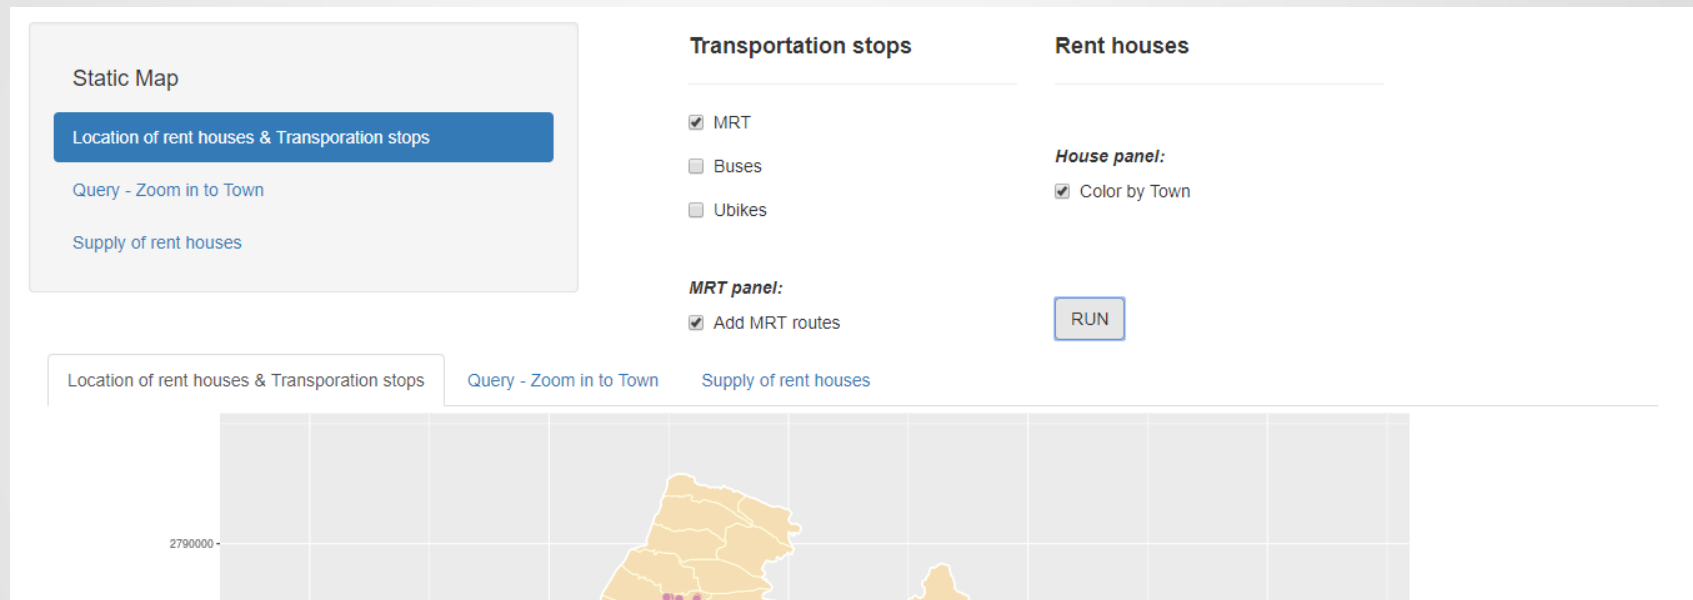 Static Map
Location of rent houses & Transporation stops
Query - Zoom in to Town
Supply of rent houses
Transportation stops
MRT
Buses
Ubikes
MRT panel:
Add MRT routes
Rent houses
House panel:
Color by Town
RUN
Location of rent houses & Transporation stops
Query - Zoom in to Town
Supply of rent houses
2790000